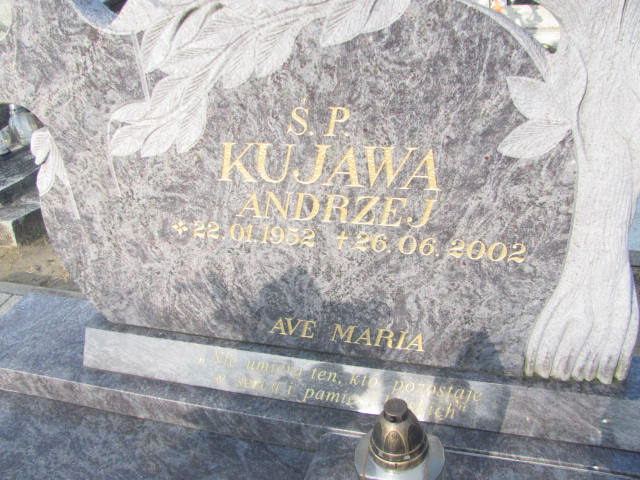 Ś. P.
KUJAWA
ANDRZEJ
22.01.1952 † 26.06.2002
AVE MARIA
„Nie umiera ten, kto pozostaje
w sercu i